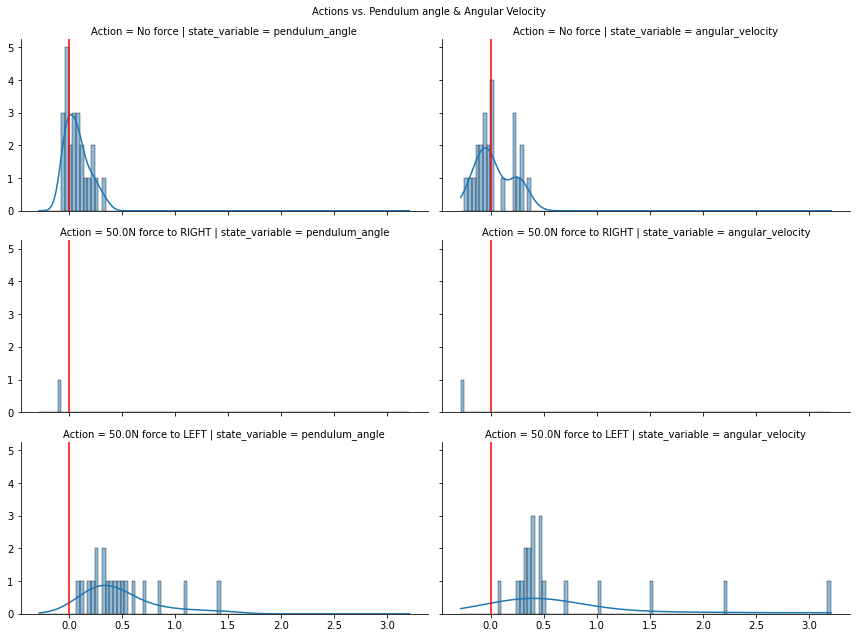 Actions vs. Pendulum angle & Angular Velocity
Action = No force | state_variable = pendulum_angle
Action = No force | state_variable = angular_velocity
5
4
3
2
1
0
Action = 50.0N force to RIGHT | state_variable = pendulum_angle
Action = 50.0N force to RIGHT | state_variable = angular_velocity
5
4
3
2
1
0
Action = 50.0N force to LEFT | state_variable = pendulum_angle
Action = 50.0N force to LEFT | state_variable = angular_velocity
5
4
3
2
1
0
0.0 0.5 1.0 1.5 2.0 2.5 3.0
0.0 0.5 1.0 1.5 2.0 2.5 3.0